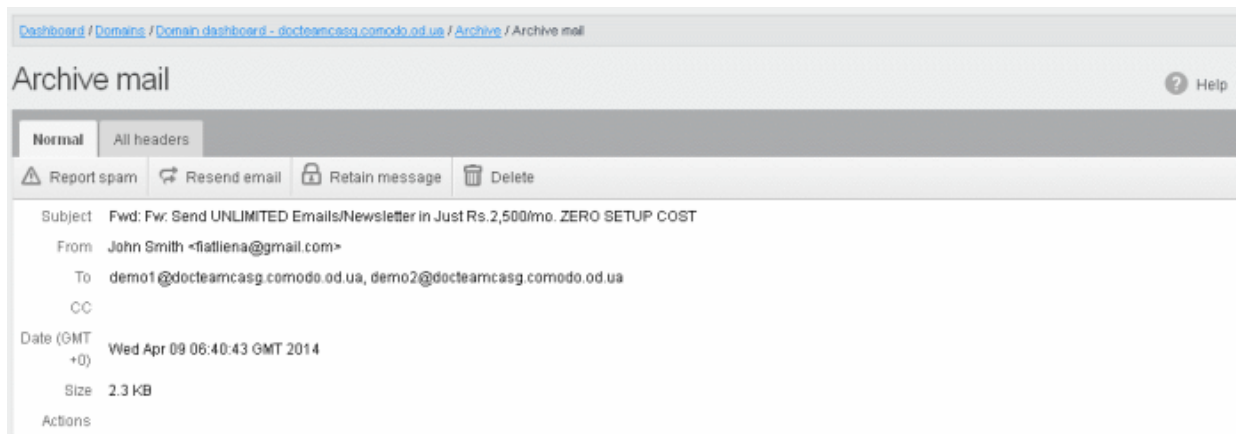 Dashboard / Domains / Domain dashboard - docteamcasg.comodo.od.ua / Archive / Archive mail
Archive mail
Help
Normal All headers
Report spam Resend email Retain message Delete
Subject Fwd: Fw: Send UNLIMITED Emails/Newsletter in Just Rs.2,500/mo. ZERO SETUP COST
From John Smith <fiatliena@gmail.com>
To demo1@docteamcasg.comodo.od.ua, demo2@docteamcasg.comodo.od.ua
CC
Date (GMT
+0) Wed Apr 09 06:40:43 GMT 2014
Size 2.3 KB
Actions